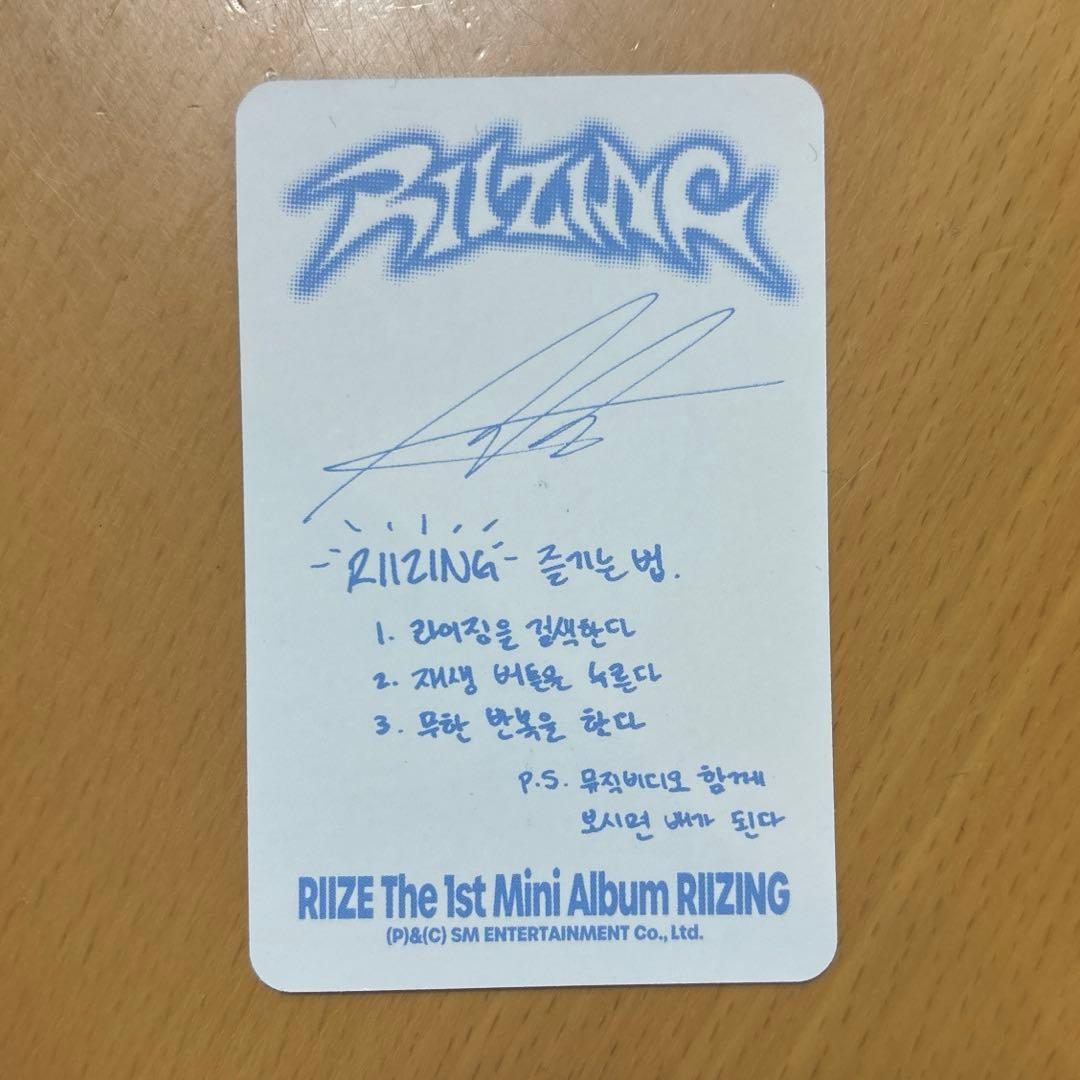 RIIZING
-RIIZING- 즐기는 법.
1. 라이징을 검색한다
2. 재생 버튼을 누른다
3. 무한 반복을 한다
P.S. 뮤직비디오 함께
보시면 배가 된다
RIIZE The 1st Mini Album RIIZING
(P)&(C) SM ENTERTAINMENT Co., Ltd.